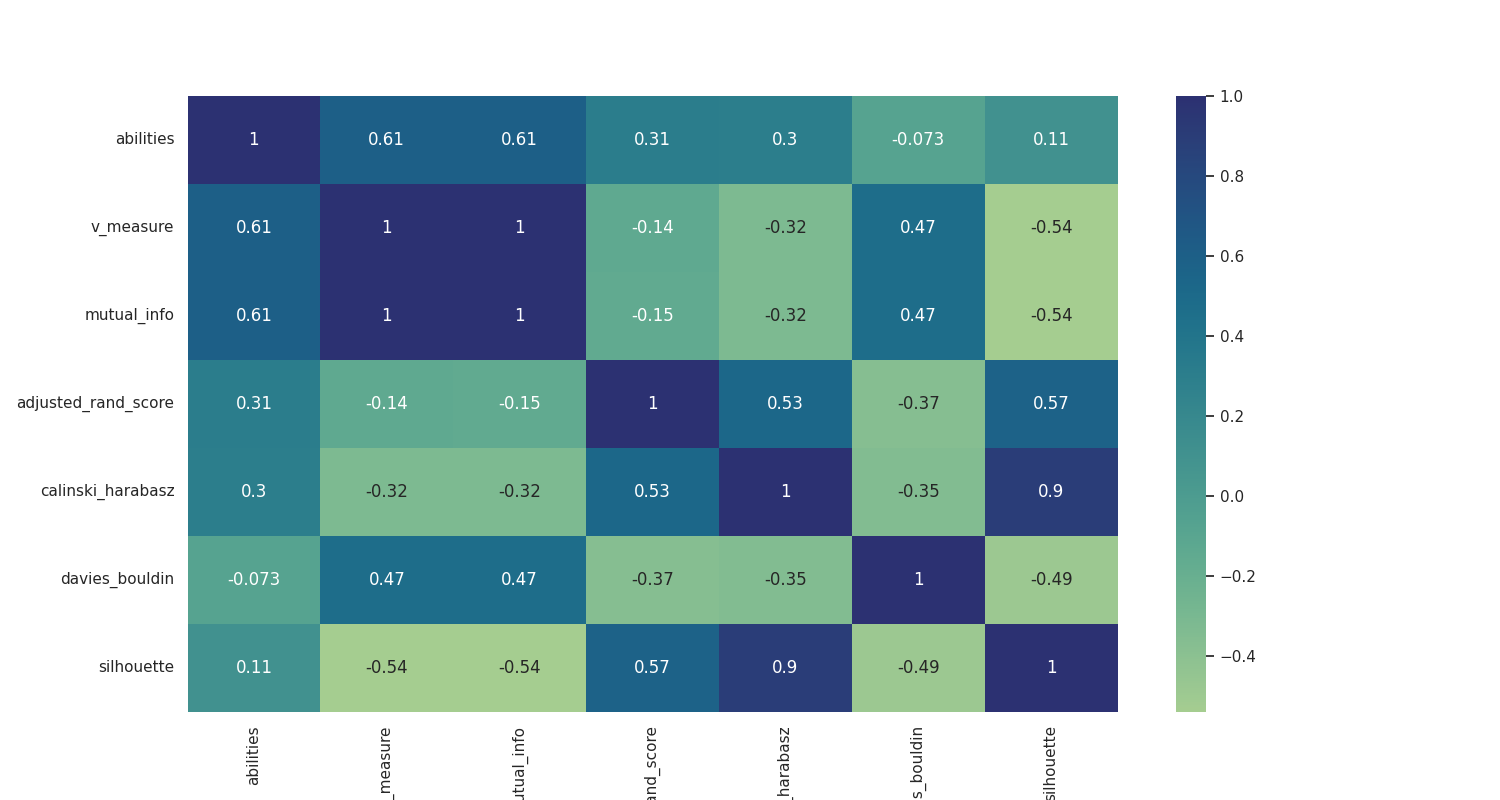 abilities 1 0.61 0.61 0.31 0.3 -0.073 0.11
v_measure 0.61 1 1 -0.14 -0.32 0.47 -0.54
mutual_info 0.61 1 1 -0.15 -0.32 0.47 -0.54
adjusted_rand_score 0.31 -0.14 -0.15 1 0.53 -0.37 0.57
calinski_harabasz 0.3 -0.32 -0.32 0.53 1 -0.35 0.9
davies_bouldin -0.073 0.47 0.47 -0.37 -0.35 1 -0.49
silhouette 0.11 -0.54 -0.54 0.57 0.9 -0.49 1
abilities
_measure
utual_info
and_score
_harabasz
s_bouldin
silhouette
1.0
0.8
0.6
0.4
0.2
0.0
−0.2
−0.4